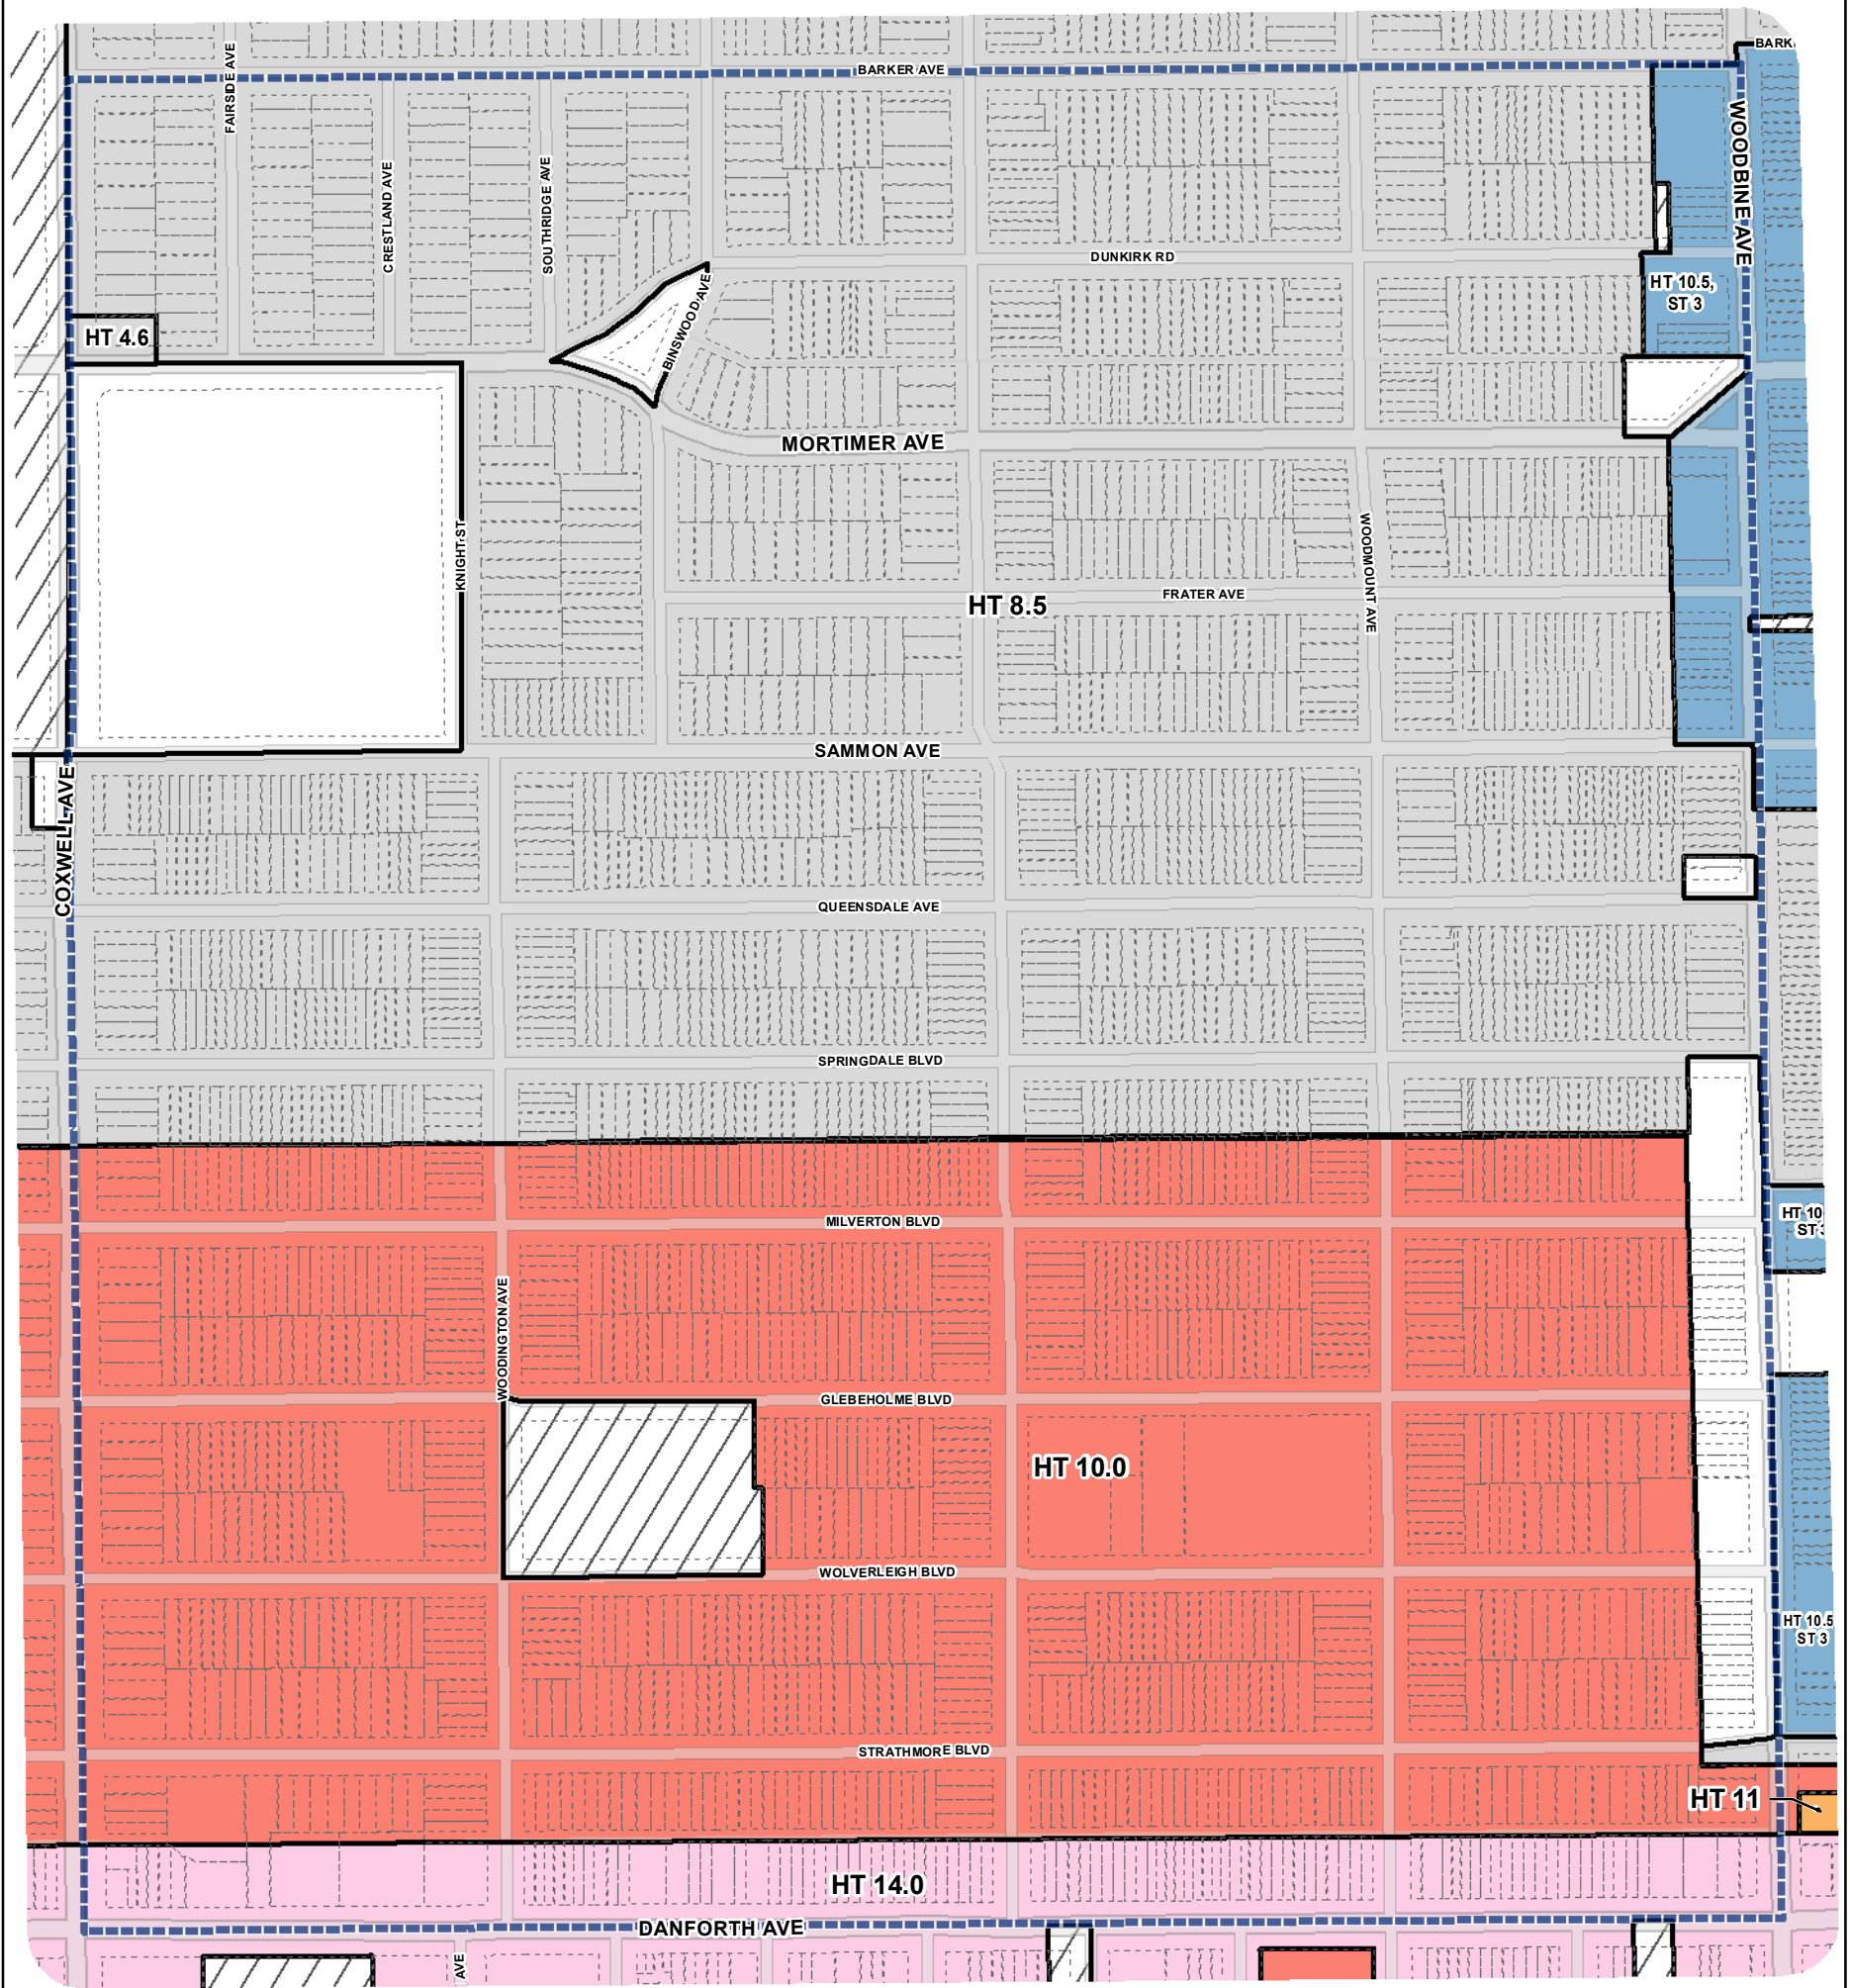 BARK
BARKER AVE
FAIRSIDE AVE
WOODBINE AVE
CRESTLAND AVE
SOUTHRIDGE AVE
DUNKIRK RD
BINSWOOD AVE
HT 10.5,
ST 3
HT 4.6
MORTIMER AVE
KNIGHT ST
WOODMOUNT AVE
FRATER AVE
HT 8.5
SAMMON AVE
COXWELL AVE
QUEENSDALE AVE
SPRINGDALE BLVD
HT 10
ST 3
MILVERTON BLVD
WOODINGTON AVE
GLEBEHOLME BLVD
HT 10.0
WOLVERLEIGH BLVD
HT 10.5
ST 3
STRATHMORE BLVD
HT 11
HT 14.0
DANFORTH AVE
AVE